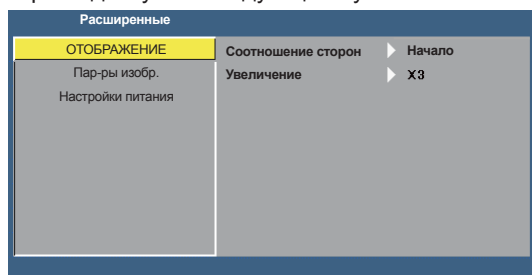 Расширенные
ОТОБРАЖЕНИЕ
Соотношение сторон Начало
Пар-ры изобр.
Увеличение X3
Настройки питания